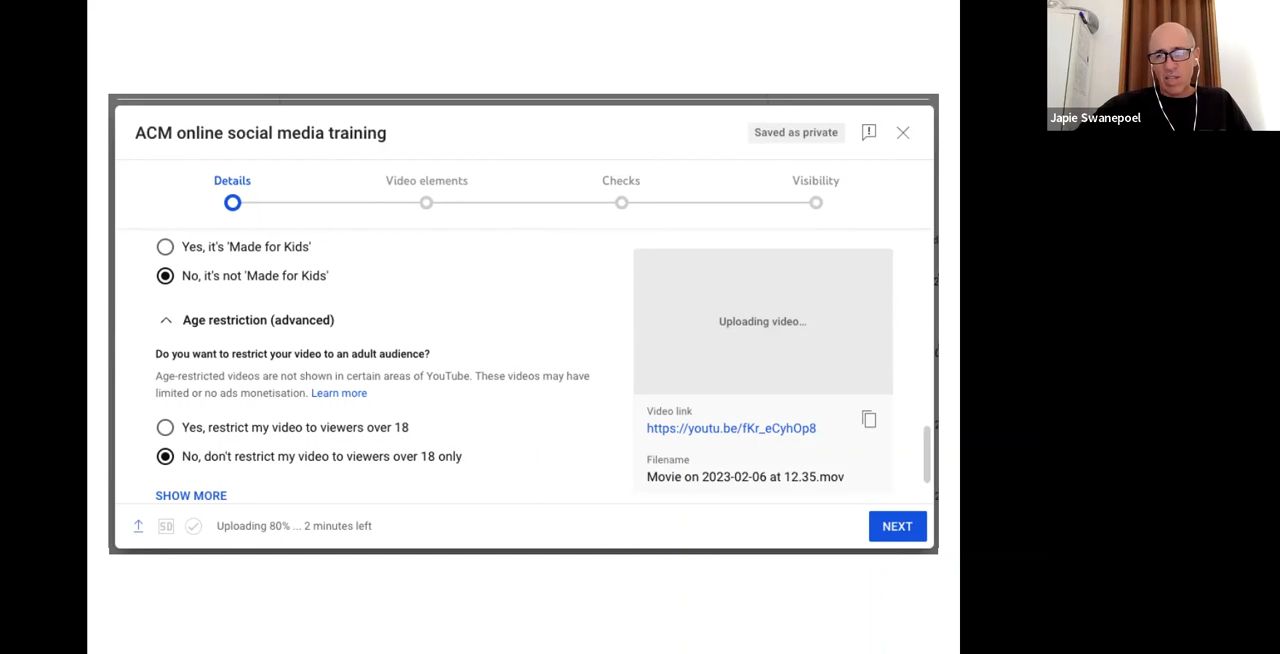 ACM online social media training
Saved as private
Details
Video elements
Checks
Visibility
Yes, it's 'Made for Kids'
No, it's not 'Made for Kids'
Age restriction (advanced)
Do you want to restrict your video to an adult audience?
Age-restricted videos are not shown in certain areas of YouTube. These videos may have
limited or no ads monetisation. Learn more
Yes, restrict my video to viewers over 18
No, don't restrict my video to viewers over 18 only
SHOW MORE
Uploading video...
Video link
https://youtu.be/fKr_eCyhOp8
Filename
Movie on 2023-02-06 at 12.35.mov
SD
Uploading 80% ... 2 minutes left
NEXT
Japie Swanepoel